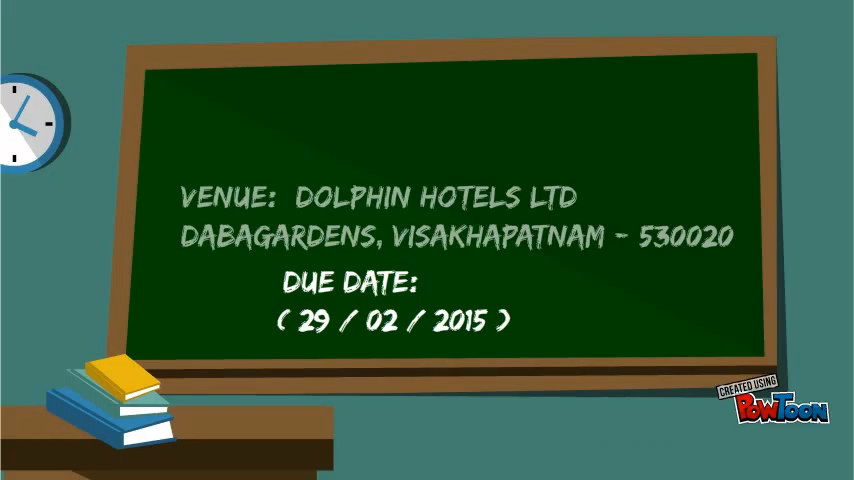 VENUE: DOLPHIN HOTELS LTD
DABAGARDENS, VISAKHAPATNAM - 530020
DUE DATE:
( 29 / 02 / 2015 )
CREATED USING
POWTOON